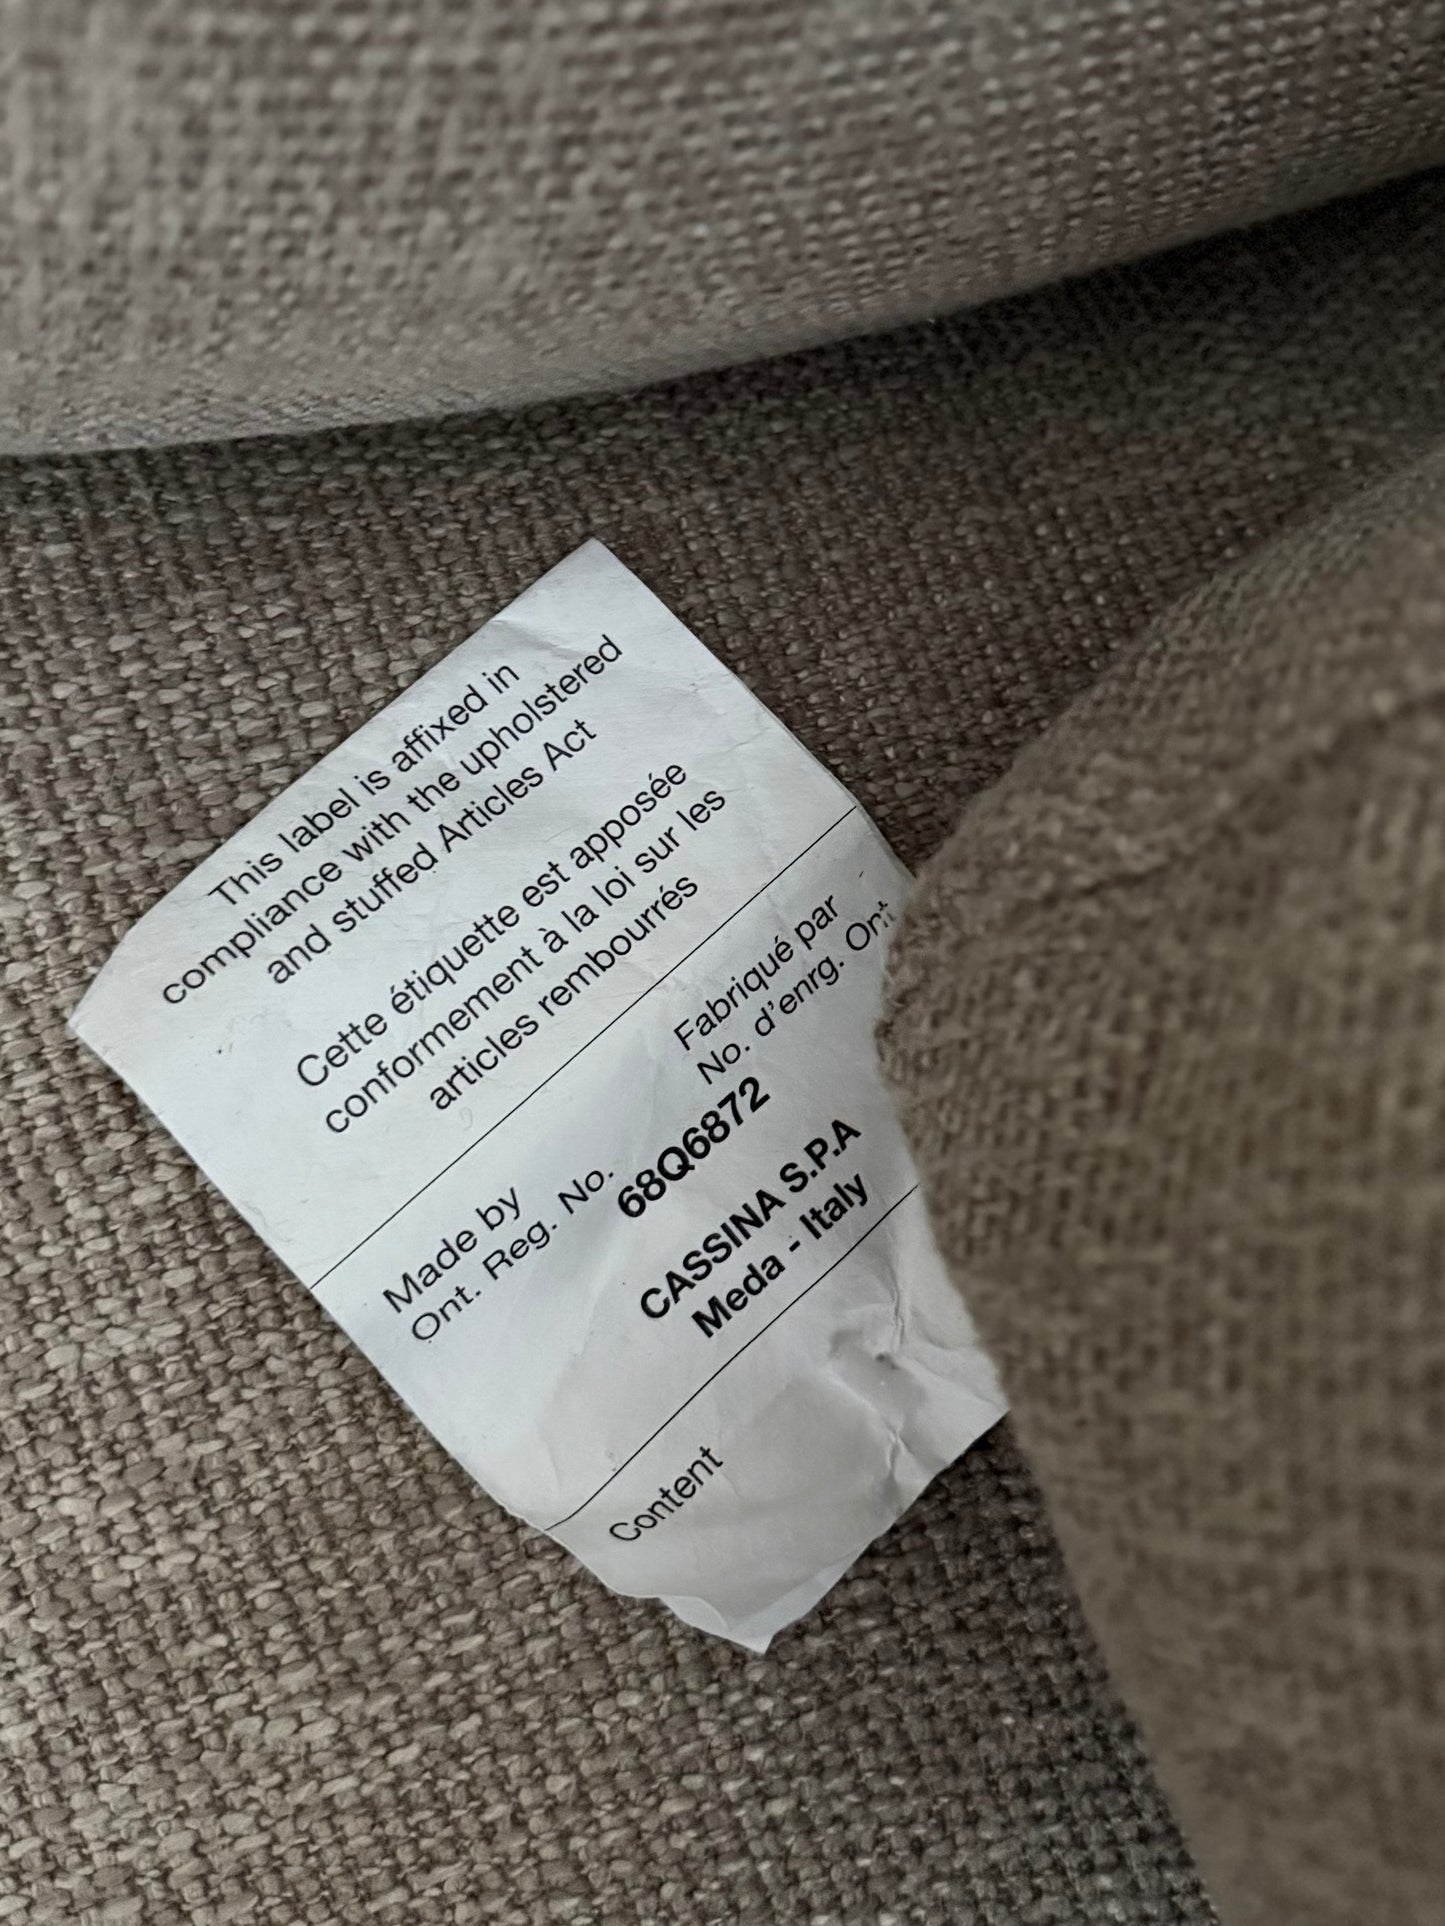 This label is affixed in
compliance with the upholstered
and stuffed Articles Act
Cette étiquette est apposée
conformement à la loi sur les
articles rembourrés
Made by
Ont. Reg. No.
Fabriqué par
No. d'enrg. Ont
68Q6872
CASSINA S.P.A
Meda - Italy
Content